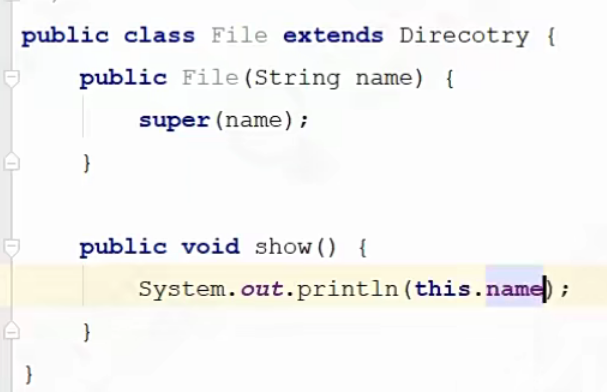 public class File extends Direcotry {
public File(String name) {
super(name);
}
public void show() {
System.out.println(this.name);
}
}